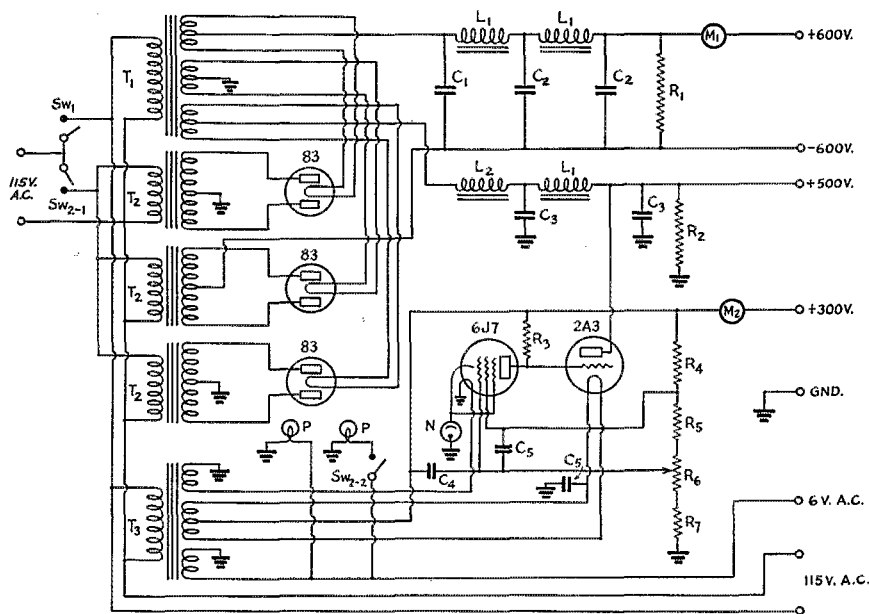 L₁ L₁ M₁ +600V.
T₁ C₁ C₂ C₂ R₁
SW₁
-600V.
115V. A.C.
SW₂₋₁
T₂ 83 L₂ L₁ +500V.
C₃ C₃ R₂
T₂ 83
6J7 R₃ 2A3 M₂ +300V.
T₂ 83 R₄
GND.
P P N R₅
C₅
SW₂₋₂ C₄ C₅ R₆
6 V. A.C.
T₃ R₇
115 V. A.C.